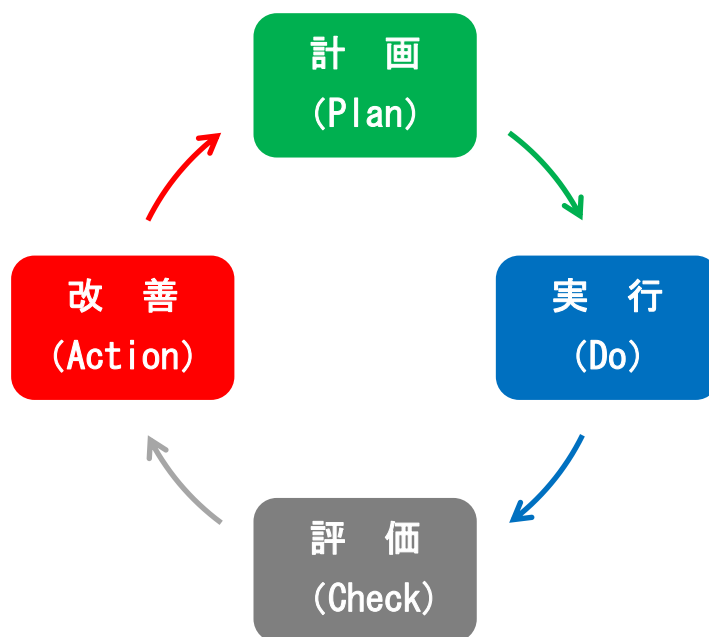 計　画
(Plan)
実　行
(Do)
評　価
(Check)
改　善
(Action)